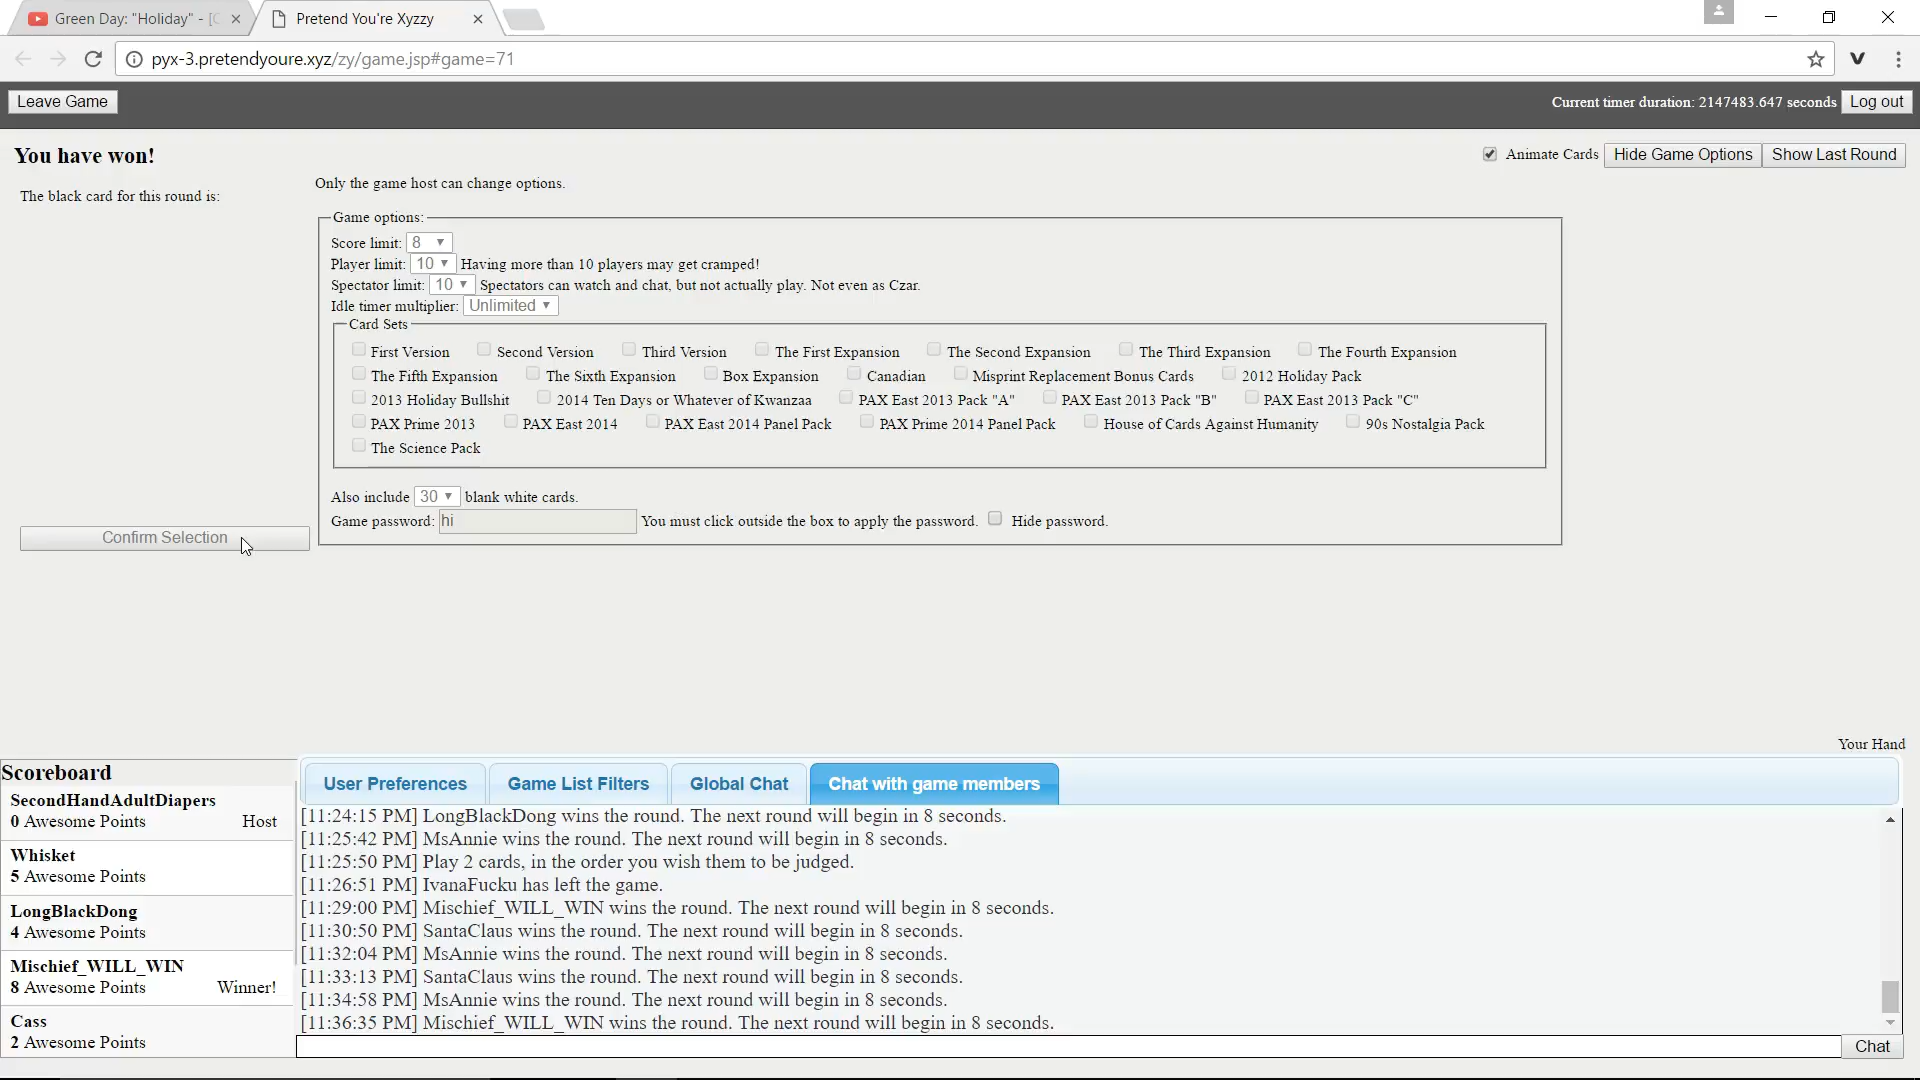 Green Day: "Holiday" - [
Pretend You're Xyzzy
pyx-3.pretendyoure.xyz/zy/game.jsp#game=71
Leave Game
Current timer duration: 2147483.647 seconds
Log out
You have won!
Animate Cards
Hide Game Options
Show Last Round
The black card for this round is:
Only the game host can change options.
Game options:
Score limit: 8
Player limit: 10 Having more than 10 players may get cramped!
Spectator limit: 10 Spectators can watch and chat, but not actually play. Not even as Czar.
Idle timer multiplier: Unlimited
Card Sets
First Version Second Version Third Version The First Expansion The Second Expansion The Third Expansion The Fourth Expansion
The Fifth Expansion The Sixth Expansion Box Expansion Canadian Misprint Replacement Bonus Cards 2012 Holiday Pack
2013 Holiday Bullshit 2014 Ten Days or Whatever of Kwanzaa PAX East 2013 Pack "A" PAX East 2013 Pack "B" PAX East 2013 Pack "C"
PAX Prime 2013 PAX East 2014 PAX East 2014 Panel Pack PAX Prime 2014 Panel Pack House of Cards Against Humanity 90s Nostalgia Pack
The Science Pack
Also include 30 blank white cards.
Game password: hi You must click outside the box to apply the password. Hide password.
Confirm Selection
Your Hand
Scoreboard
SecondHandAdultDiapers
0 Awesome Points Host
Whisket
5 Awesome Points
LongBlackDong
4 Awesome Points
Mischief_WILL_WIN
8 Awesome Points Winner!
Cass
2 Awesome Points
User Preferences
Game List Filters
Global Chat
Chat with game members
[11:24:15 PM] LongBlackDong wins the round. The next round will begin in 8 seconds.
[11:25:42 PM] MsAnnie wins the round. The next round will begin in 8 seconds.
[11:25:50 PM] Play 2 cards, in the order you wish them to be judged.
[11:26:51 PM] IvanaFucku has left the game.
[11:29:00 PM] Mischief_WILL_WIN wins the round. The next round will begin in 8 seconds.
[11:30:50 PM] SantaClaus wins the round. The next round will begin in 8 seconds.
[11:32:04 PM] MsAnnie wins the round. The next round will begin in 8 seconds.
[11:33:13 PM] SantaClaus wins the round. The next round will begin in 8 seconds.
[11:34:58 PM] MsAnnie wins the round. The next round will begin in 8 seconds.
[11:36:35 PM] Mischief_WILL_WIN wins the round. The next round will begin in 8 seconds.
Chat